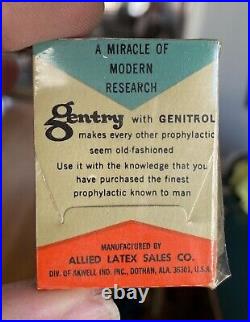 A MIRACLE OF
MODERN
RESEARCH
gentry with GENITROL
makes every other prophylactic
seem old-fashioned
Use it with the knowledge that you
have purchased the finest
prophylactic known to man
MANUFACTURED BY
ALLIED LATEX SALES CO.
DIV. OF AKWELL IND. INC., DOTHAN, ALA. 36301, U.S.A.